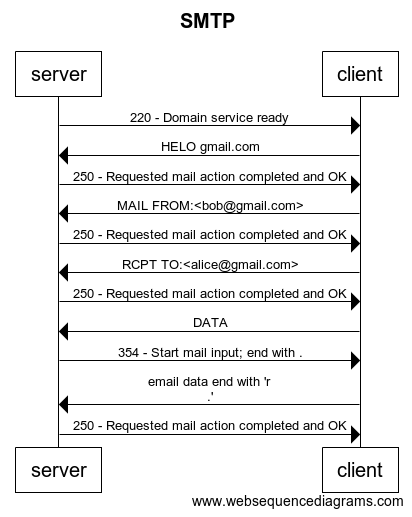 SMTP
server client
220 - Domain service ready
HELO gmail.com
250 - Requested mail action completed and OK
MAIL FROM:<bob@gmail.com>
250 - Requested mail action completed and OK
RCPT TO:<alice@gmail.com>
250 - Requested mail action completed and OK
DATA
354 - Start mail input; end with .
email data end with 'r
.'
250 - Requested mail action completed and OK
server client
www.websequencediagrams.com